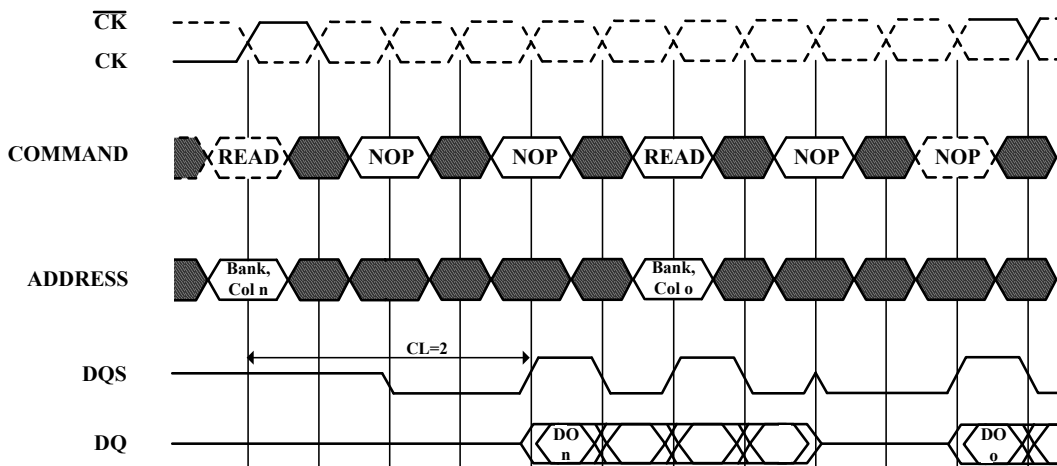 C̅K̅
CK
COMMAND READ NOP NOP READ NOP NOP
ADDRESS Bank, Col n Bank, Col o
CL=2
DQS
DQ DO n DO o